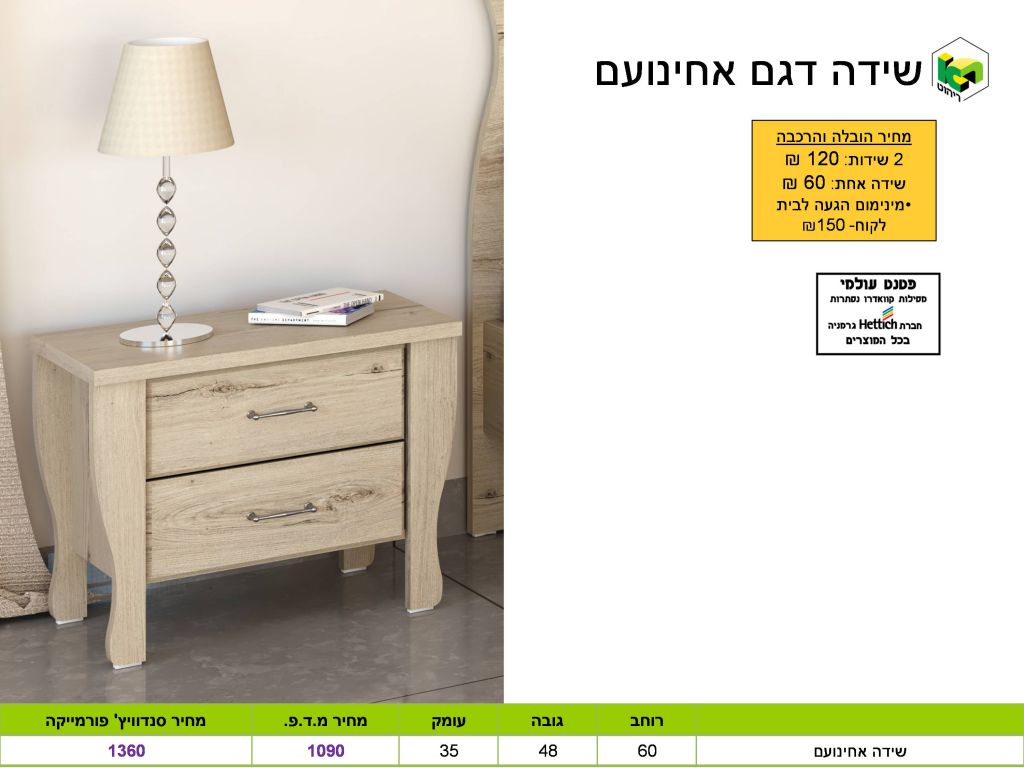 שידה דגם אחינועם
ריהוט
מחיר הובלה והרכבה
2 שידות: 120 ₪
שידה אחת: 60 ₪
•מינימום הגעה לבית
לקוח- 150₪
פטנט עולמי
מסילות קוואדרו נסתרות
חברת Hettich גרמניה
בכל המוצרים
רוחב גובה עומק מחיר מ.ד.פ. מחיר סנדוויץ' פורמייקה
שידה אחינועם 60 48 35 1090 1360